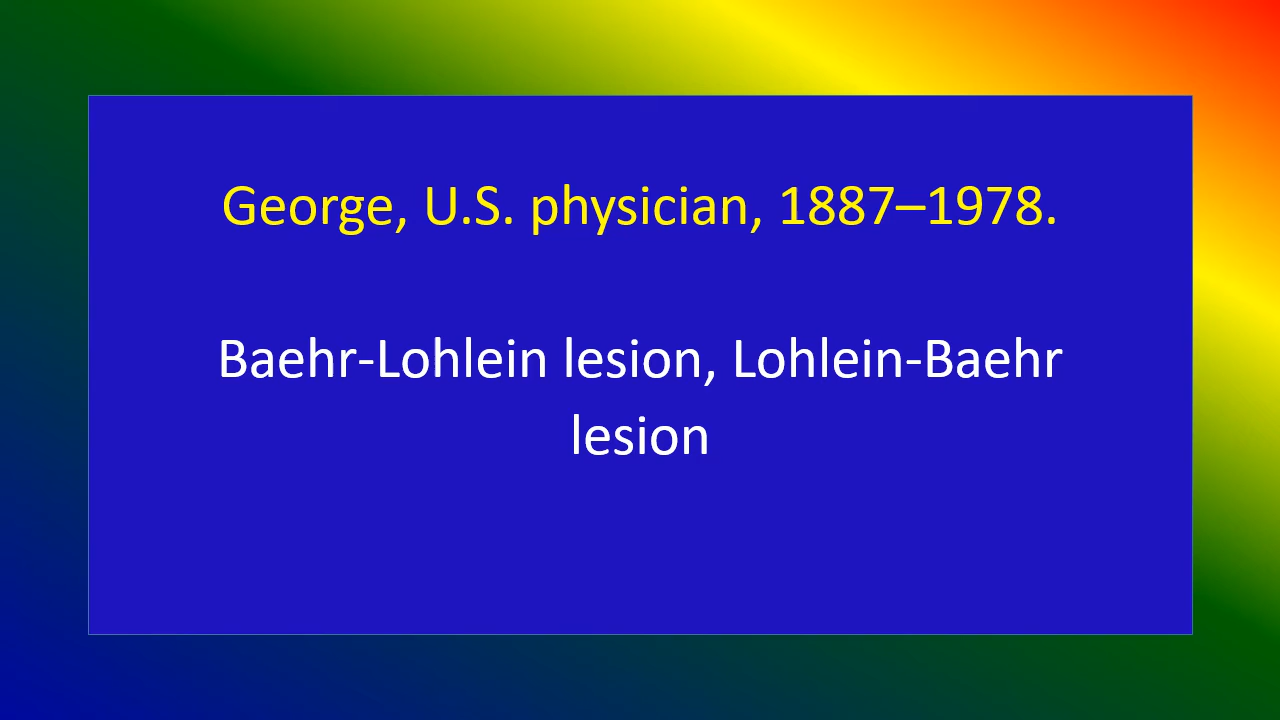 George, U.S. physician, 1887–1978.
Baehr-Lohlein lesion, Lohlein-Baehr
lesion